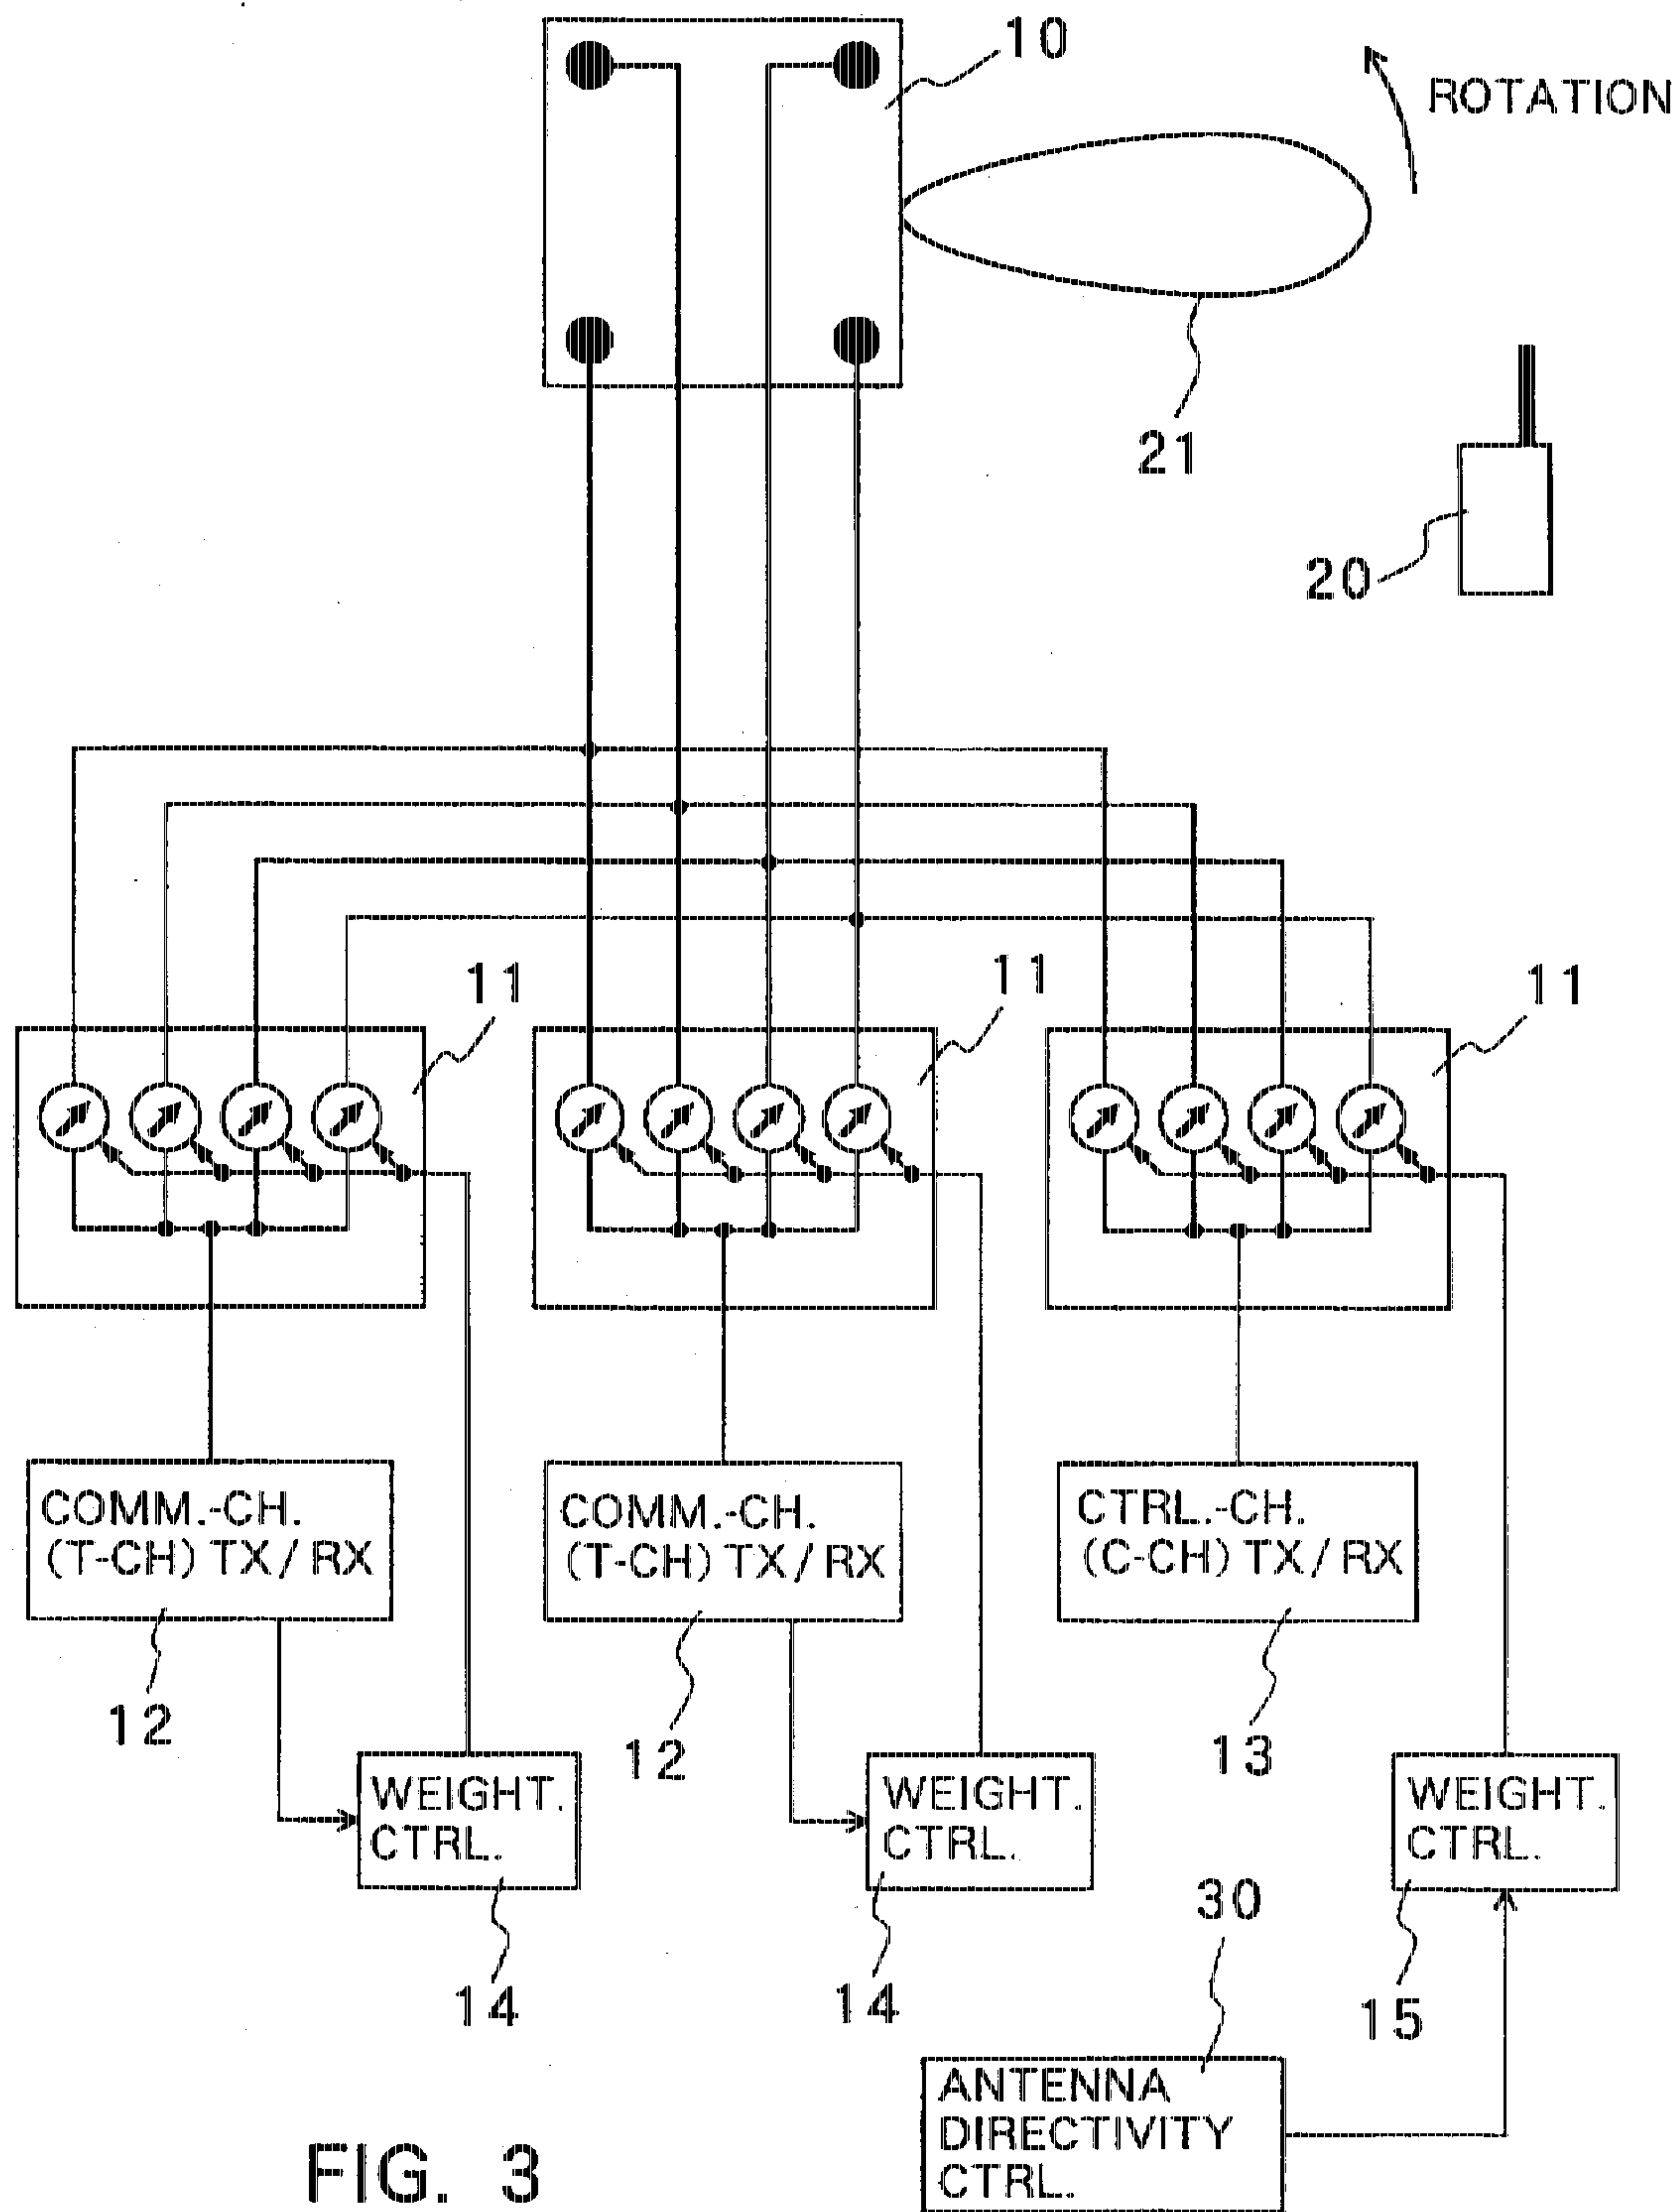 10
ROTATION
21
20
11
11
11
COMM.-CH.
(T-CH) TX/RX
COMM.-CH.
(T-CH) TX/RX
CTRL.-CH.
(C-CH) TX/RX
12
12
13
WEIGHT.
CTRL.
WEIGHT.
CTRL.
WEIGHT.
CTRL.
14
14
30
15
ANTENNA
DIRECTIVITY
CTRL.
FIG. 3